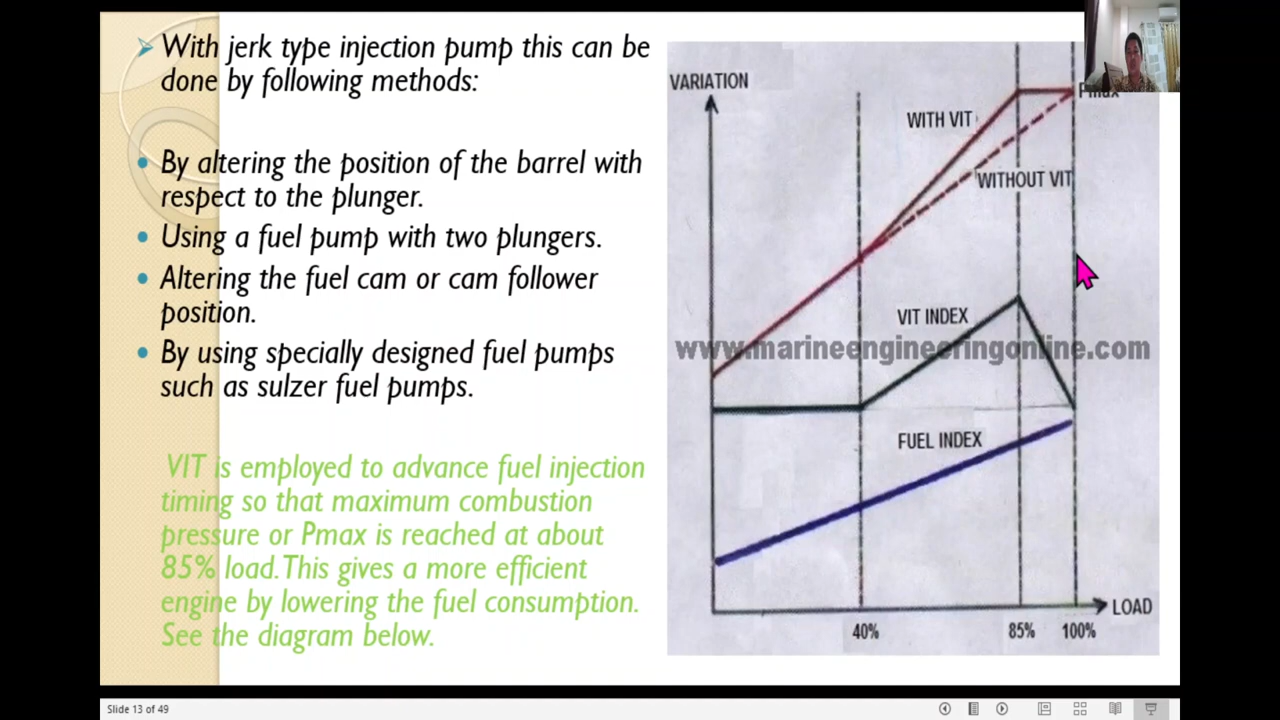 With jerk type injection pump this can be
done by following methods:
By altering the position of the barrel with
respect to the plunger.
Using a fuel pump with two plungers.
Altering the fuel cam or cam follower
position.
By using specially designed fuel pumps
such as sulzer fuel pumps.
VIT is employed to advance fuel injection
timing so that maximum combustion
pressure or Pmax is reached at about
85% load. This gives a more efficient
engine by lowering the fuel consumption.
See the diagram below.
VARIATION
Pmax
WITH VIT
WITHOUT VIT
VIT INDEX
www.marineengineeringonline.com
FUEL INDEX
LOAD
40%
85%
100%
Slide 13 of 49